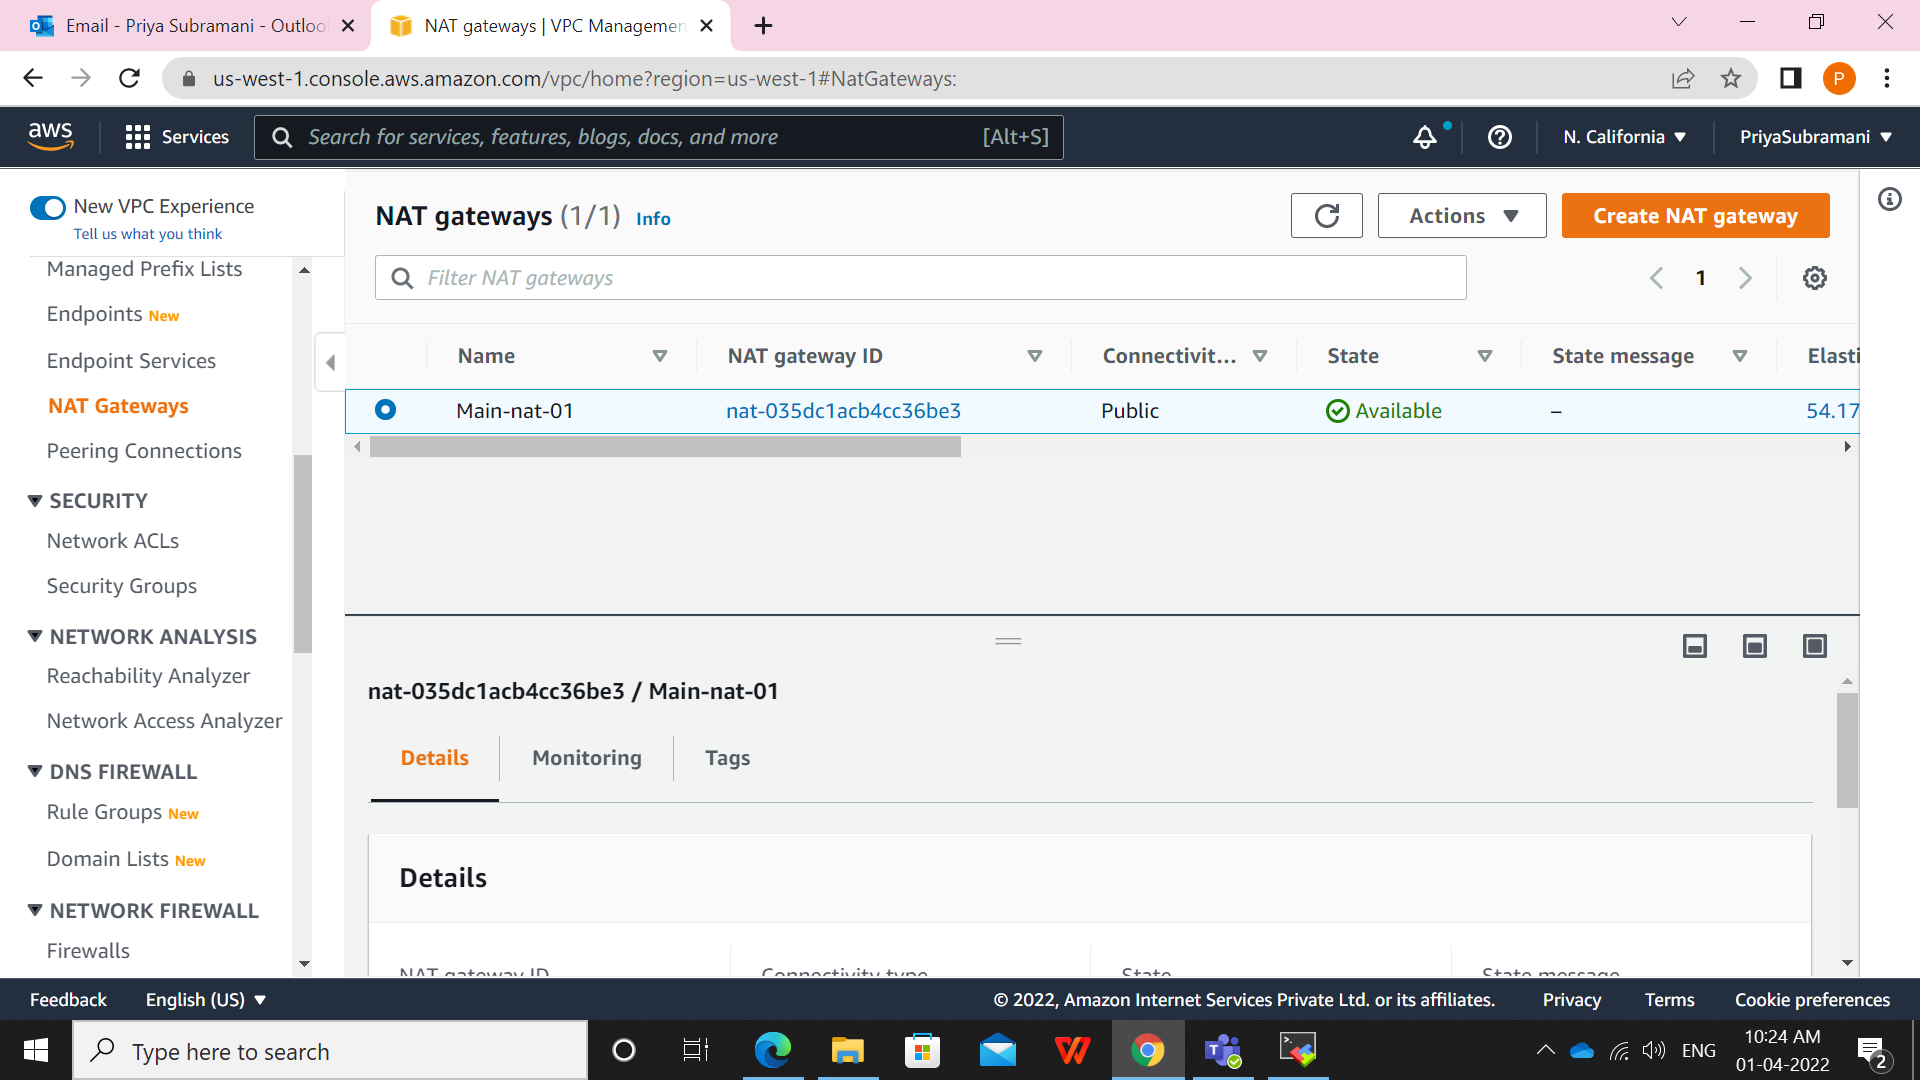 Email - Priya Subramani - Outloo
NAT gateways | VPC Managemen
us-west-1.console.aws.amazon.com/vpc/home?region=us-west-1#NatGateways:
P
aws
Services
Search for services, features, blogs, docs, and more
[Alt+S]
N. California
PriyaSubramani
New VPC Experience
Tell us what you think
Managed Prefix Lists
Endpoints New
Endpoint Services
NAT Gateways
Peering Connections
SECURITY
Network ACLs
Security Groups
NETWORK ANALYSIS
Reachability Analyzer
Network Access Analyzer
DNS FIREWALL
Rule Groups New
Domain Lists New
NETWORK FIREWALL
Firewalls
NAT gateways (1/1) Info
Actions
Create NAT gateway
Filter NAT gateways
1
Name
NAT gateway ID
Connectivit...
State
State message
Elasti
Main-nat-01
nat-035dc1acb4cc36be3
Public
Available
–
54.17
nat-035dc1acb4cc36be3 / Main-nat-01
Details
Monitoring
Tags
Details
NAT gateway ID
Connectivity type
State
State message
Feedback
English (US)
© 2022, Amazon Internet Services Private Ltd. or its affiliates.
Privacy
Terms
Cookie preferences
Type here to search
ENG
10:24 AM
01-04-2022
2